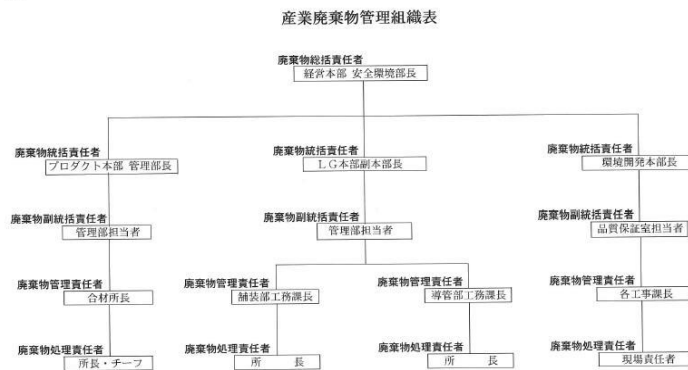 産業廃棄物管理組織表
廃棄物総括責任者
経営本部 安全環境部長
廃棄物統括責任者
プロダクト本部 管理部長
廃棄物統括責任者
LG本部副本部長
廃棄物統括責任者
環境開発本部長
廃棄物副統括責任者
管理部担当者
廃棄物副統括責任者
管理部担当者
廃棄物副統括責任者
品質保証室担当者
廃棄物管理責任者
合材所長
廃棄物管理責任者
舗装部工務課長
廃棄物管理責任者
導管部工務課長
廃棄物管理責任者
各工事課長
廃棄物処理責任者
所長・チーフ
廃棄物処理責任者
所 長
廃棄物処理責任者
所 長
廃棄物処理責任者
現場責任者